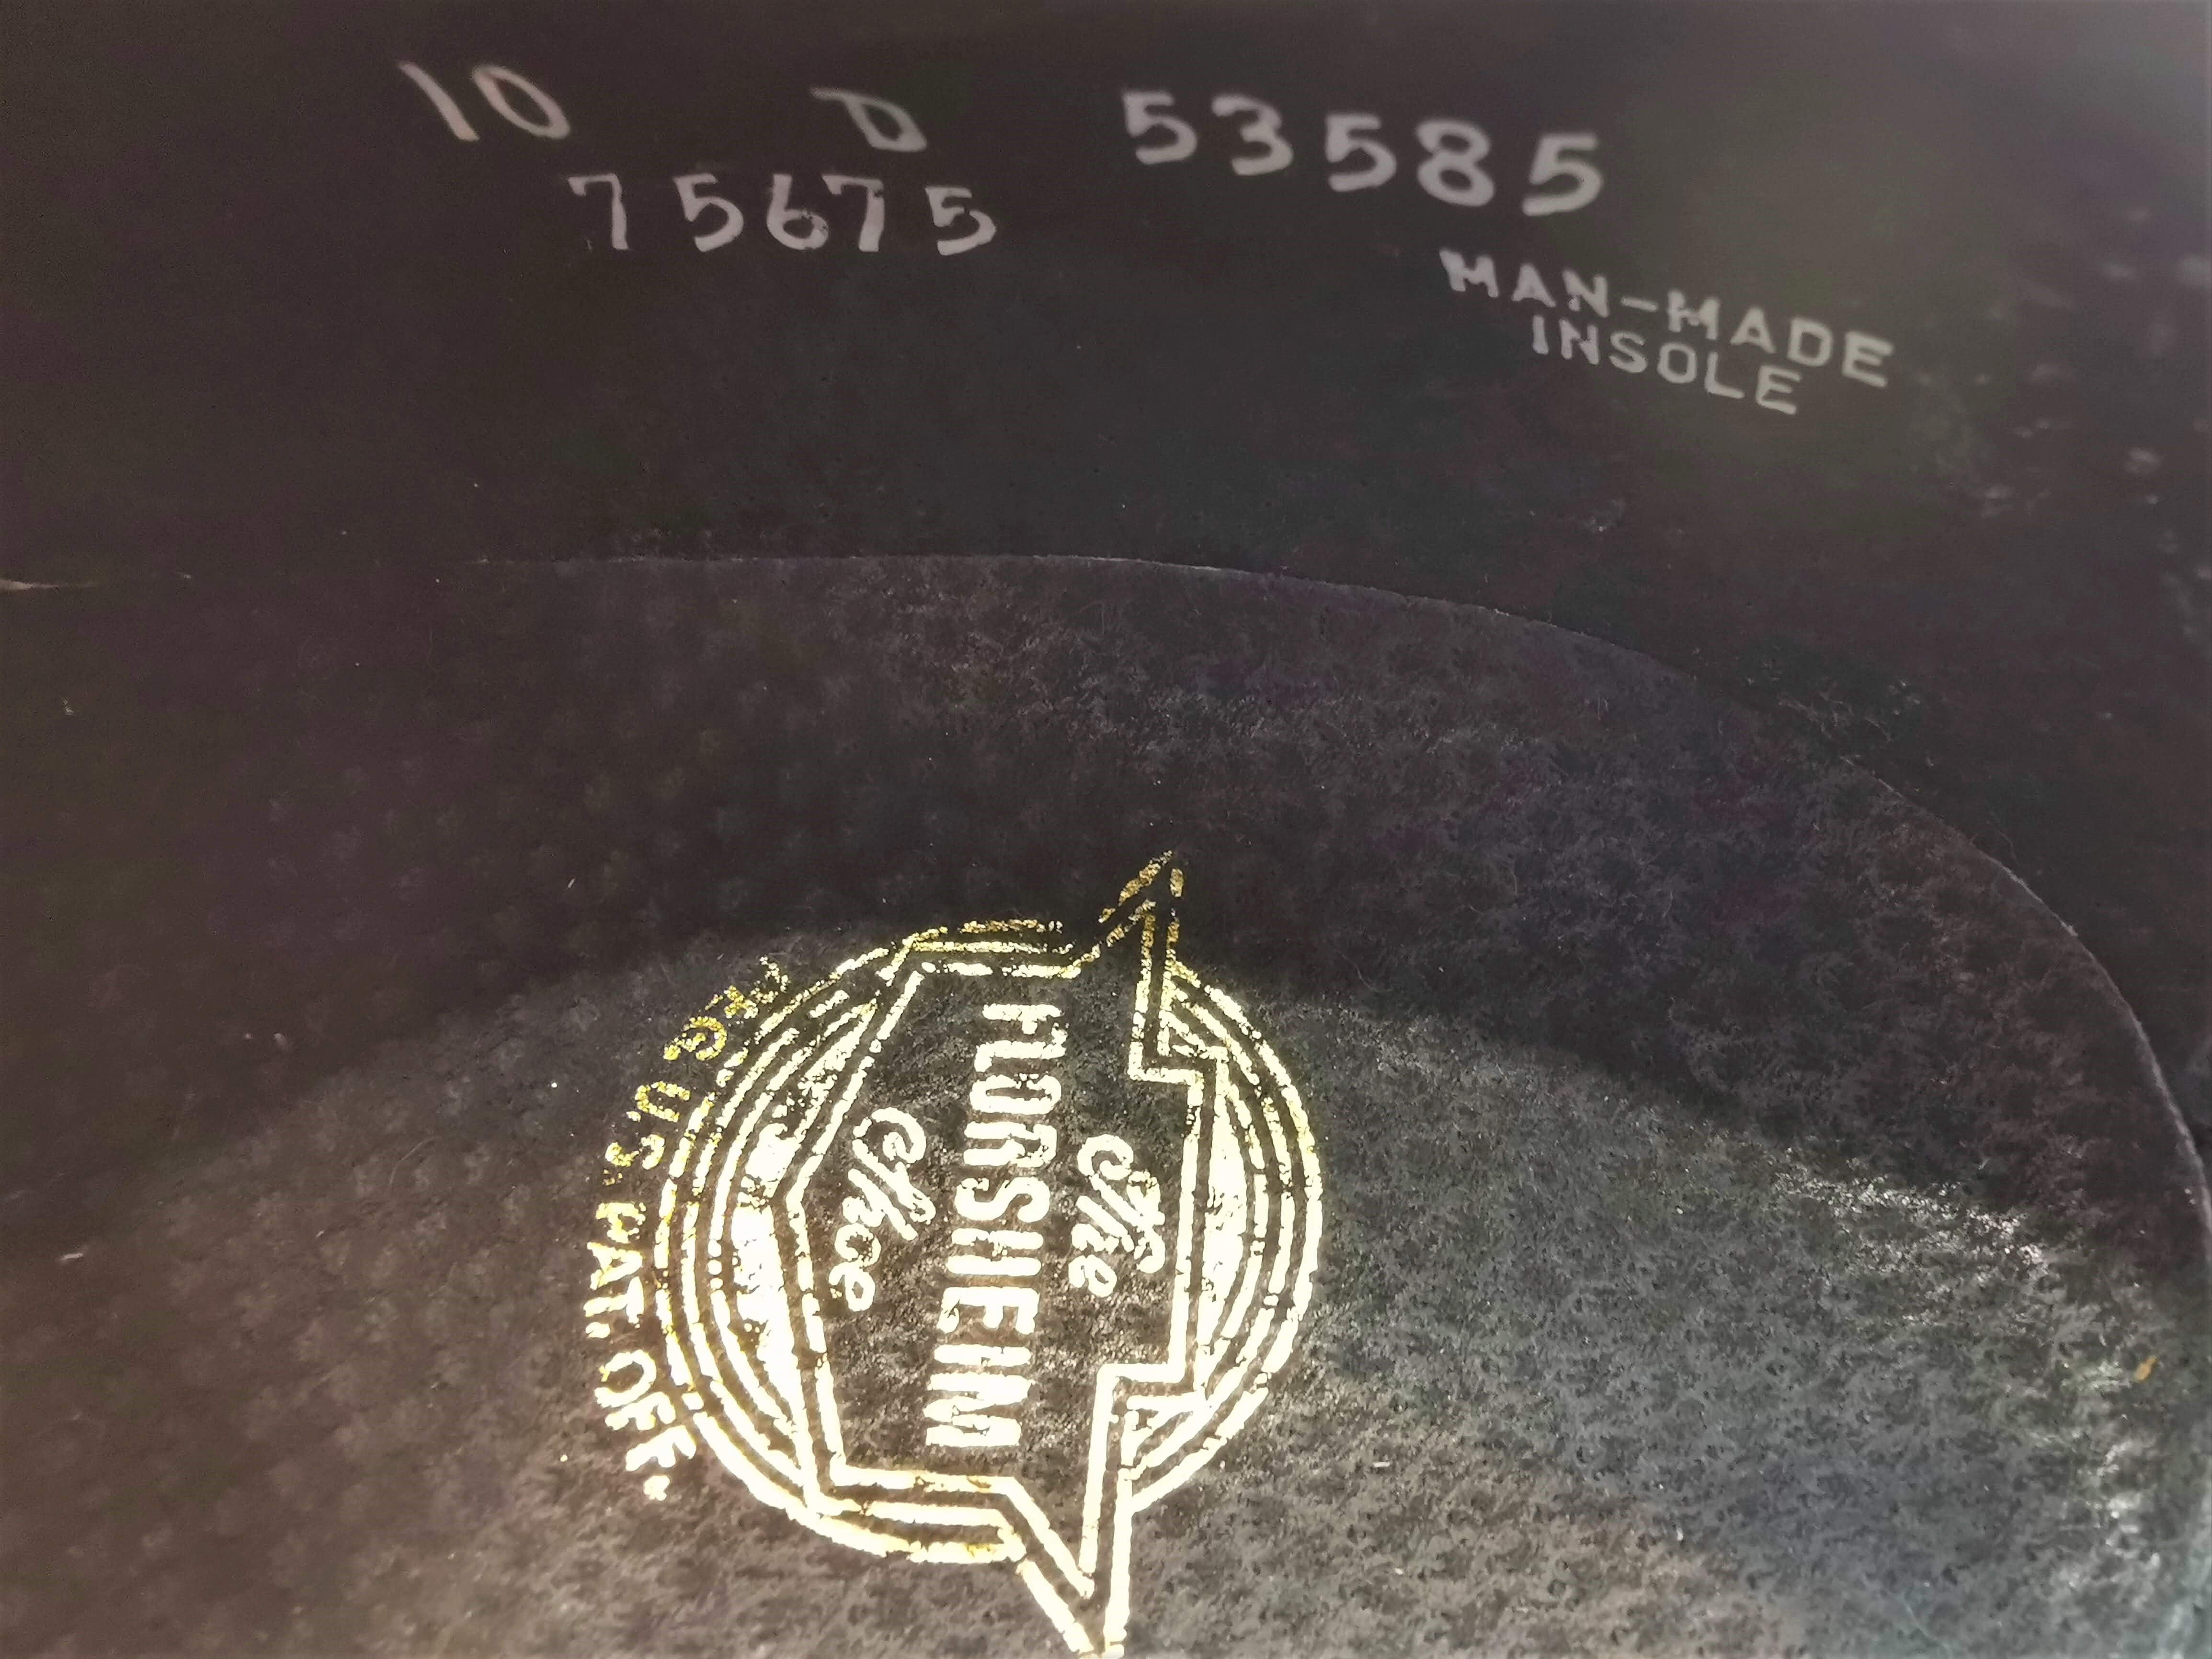 10 D 53585
75675
MAN-MADE
INSOLE
The
FLORSHEIM
Shoe
REG U.S. PAT. OFF.